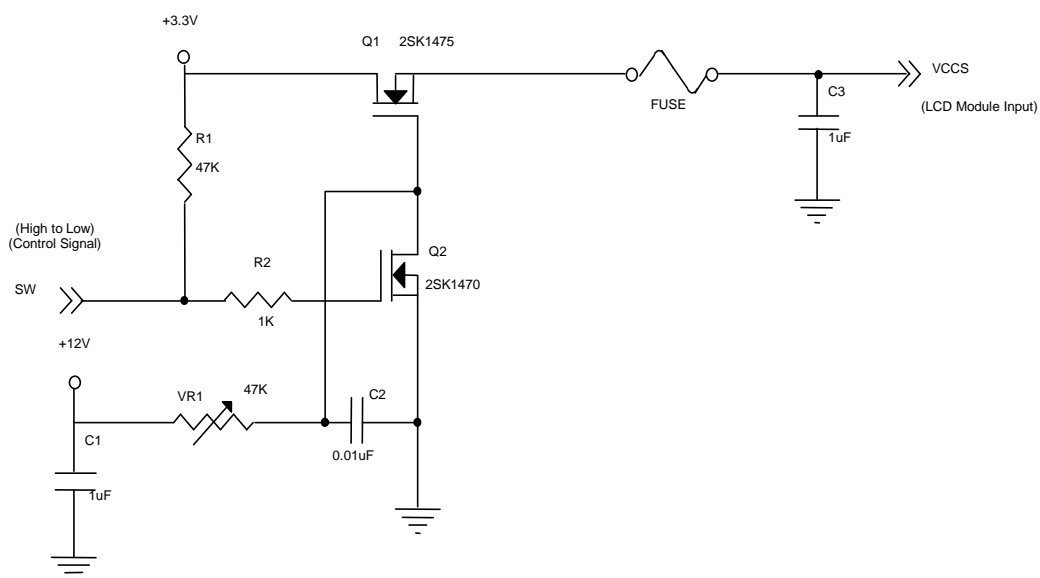 +3.3V
Q1 2SK1475
VCCS
C3
FUSE
(LCD Module Input)
R1
1uF
47K
(High to Low)
(Control Signal)
Q2
R2
2SK1470
SW
1K
+12V
47K
VR1
C2
C1
0.01uF
1uF